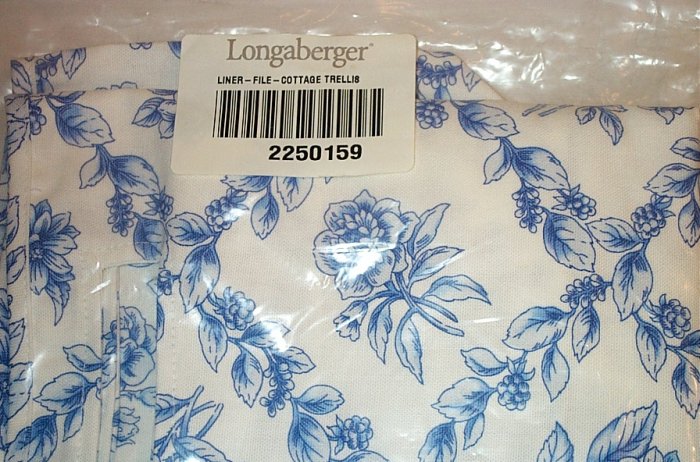 Longaberger®
LINER-FILE-COTTAGE TRELLIS
2250159